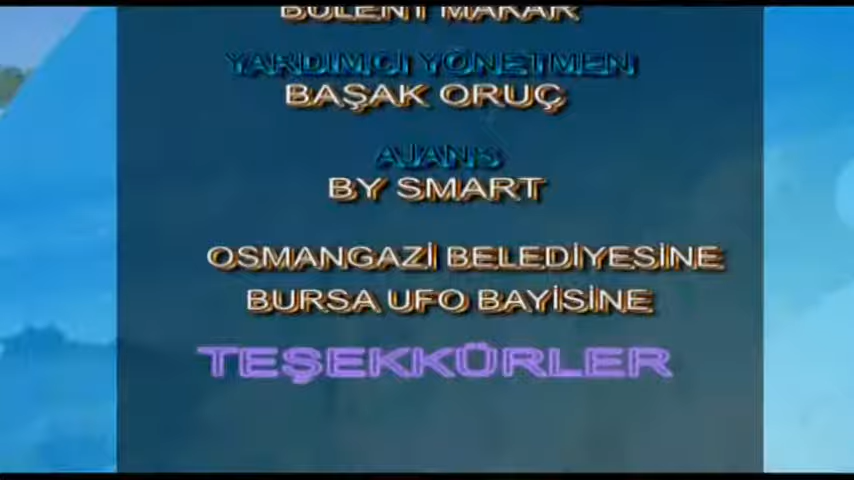 BÜLENT MAKAR
YARDIMCI YÖNETMEN
BAŞAK ORUÇ
AJANS
BY SMART
OSMANGAZİ BELEDİYESİNE
BURSA UFO BAYİSİNE
TEŞEKKÜRLER